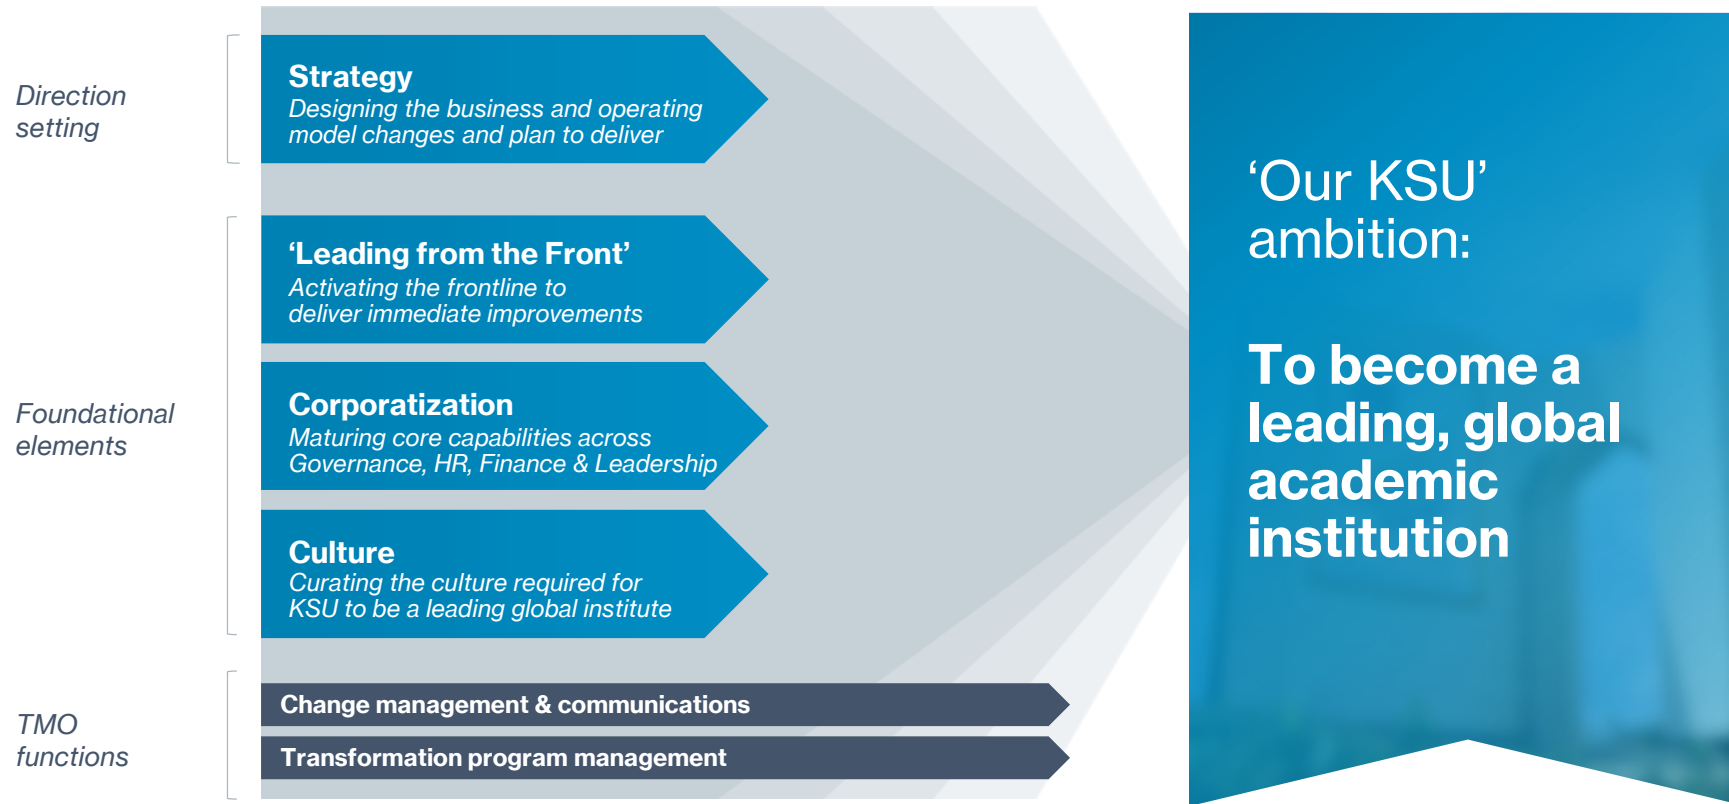 Direction
setting
Strategy
Designing the business and operating
model changes and plan to deliver
Foundational
elements
‘Leading from the Front’
Activating the frontline to
deliver immediate improvements
Corporatization
Maturing core capabilities across
Governance, HR, Finance & Leadership
Culture
Curating the culture required for
KSU to be a leading global institute
TMO
functions
Change management & communications
Transformation program management
‘Our KSU’
ambition:
To become a
leading, global
academic
institution